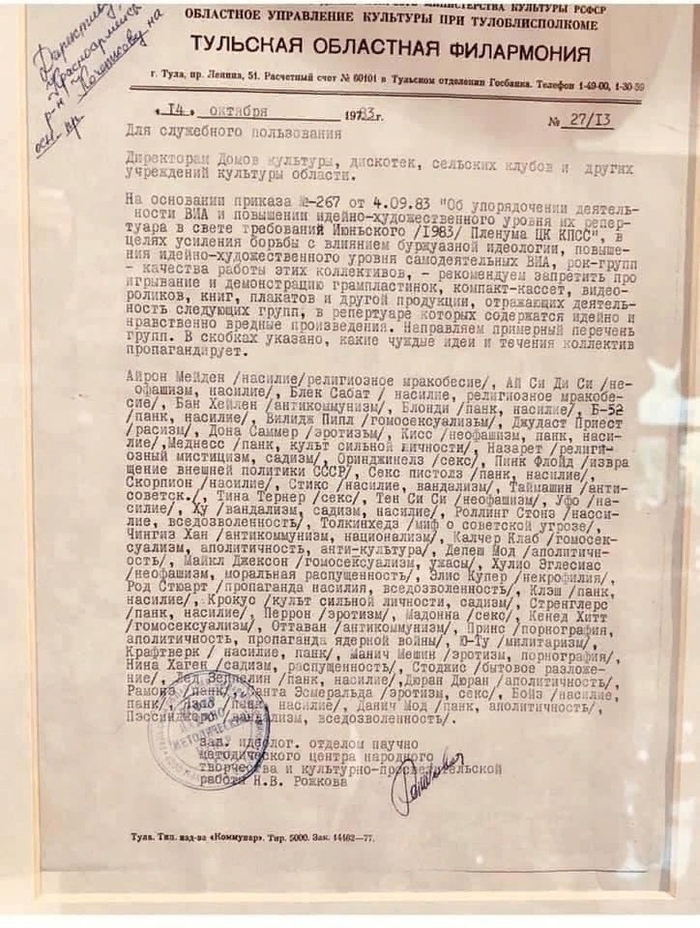 МИНИСТЕРСТВА КУЛЬТУРЫ РСФСР
ОБЛАСТНОЕ УПРАВЛЕНИЕ КУЛЬТУРЫ ПРИ ТУЛОБЛИСПОЛКОМЕ
ТУЛЬСКАЯ ОБЛАСТНАЯ ФИЛАРМОНИЯ
г. Тула, пр. Ленина, 51. Расчетный счет № 60101 в Тульском отделении Госбанка. Телефон 1-49-00, 1-30-59
Директору
р-н
"14" октября 1983г. № 27/13
Для служебного пользования
Директорам Домов культуры, дискотек, сельских клубов и других
учреждений культуры области.
На основании приказа №-267 от 4.09.83 "Об упорядочении деятель-
ности ВИА и повышении идейно-художественного уровня их репер-
туара в свете требований Июньского /1983/ Пленума ЦК КПСС", в
целях усиления борьбы с влиянием буржуазной идеологии, повыше-
ния идейно-художественного уровня самодеятельных ВИА, рок-групп
- качества работы этих коллективов, - рекомендуем запретить про
игрывание и демонстрацию грампластинок, компакт-кассет, видео-
роликов, книг, плакатов и другой продукции, отражающих деятель-
ность следующих групп, в репертуаре которых содержатся идейно и
нравственно вредные произведения. Направляем примерный перечень
групп. В скобках указано, какие чуждые идеи и течения коллектив
пропагандирует.
Айрон Мейден /насилие/религиозное мракобесие/, Ай Си Ди Си /не-
офашизм, насилие/, Блек Сабат / насилие, религиозное мракобе-
сие/, Бан Хейлен /антикоммунизм/, Блонди /панк, насилие/, Б-52
/панк, насилие/, Вилидж Пипл /гомосексуализьм/, Джудаст Приест
/расизм/, Дона Саммер /эротизьм/, Кисс /неофашизм, панк, наси-
лие/,Меднесс /панк, культ сильной личности/, Назарет /религи-
озный мистицизм, садизм/, Оринджинелз /секс/, Пинк Флойд /извра
щение внешней политики СССР/, Секс пистолз /панк, насилие/,
Скорпион /насилие/, Стикс /насилие, вандализм/, Таймашин /анти-
советск./, Тина Тернер /секс/, Тен Си Си /неофашизм/, Уфо /на-
силие/, Ху /вандализм, садизм, насилие/, Роллинг Стонз /насси-
лие, вседозволенность/, Толкинхедз /миф о советской угрозе/,
Чингиз Хан /антикоммунизм, национализм/, Калчер Клаб /гомосек-
суализм, аполитичность, анти-культура/, Депеш Мод /аполитичн-
ость/, Майкл Джексон /гомосексуализм, ужасы/, Хулио Эглесиас
/неофашизм, моральная распущенность/, Элис Купер /некрофилия/,
Род Стюарт /пропаганда насилия, вседозволенность/, Клэш /панк,
насилие/, Крокус /культ сильной личности, садизм/, Стренглерс
/панк, насилие/, Перрон /эротизм/, Мадонна /секс/, Кенед Хитт
/гомосексуализм/, Оттаван /антикоммунизм/, Принс /порнография,
аполитичность, пропаганда ядерной войны/, Ю-Ту /милитаризм/,
Крафтверк / насилие, панк/, Манич Мешин /эротизм, порнография/,
Нина Хаген /садизм, распущенность/, Стоджис /бытовое разложе-
ние/, Лед Зеппелин /панк, насилие/,Дюран Дюран /аполитичность/,
Рамонз /панк/, Санта Эсмеральда /эротизм, секс/, Бойз /насилие,
панк/, /панк, насилие/, Данич Мод /панк, аполитичность/,
/вандализм, вседозволенность/.
зав. идеолог. отделом научно
методического центра народного
творчества и культурно-просветительской
работы Н.В. Рожкова
Тула. Тип. изд-ва «Коммунар». Тир. 5000. Зак. 14462—77.